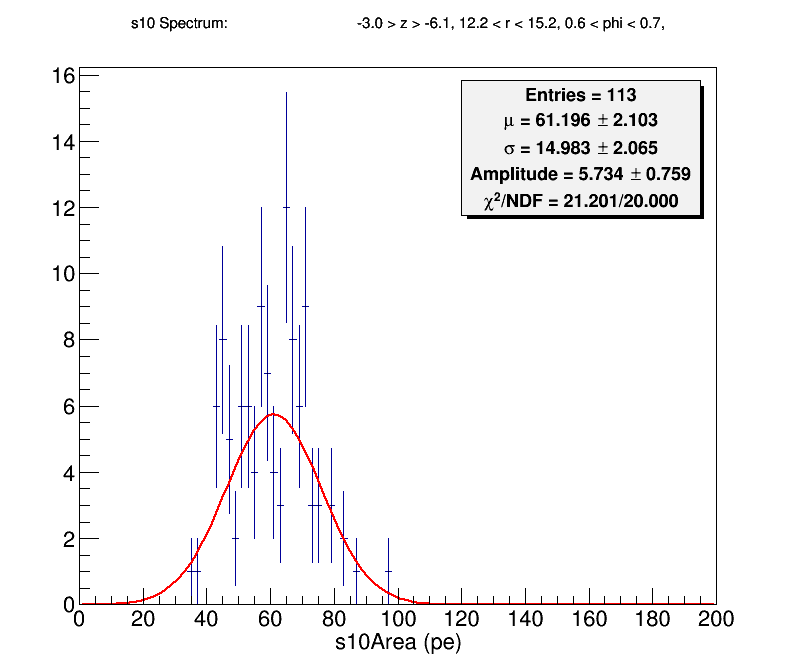 s10 Spectrum: -3.0 > z > -6.1, 12.2 < r < 15.2, 0.6 < phi < 0.7,
Entries = 113
μ = 61.196 ± 2.103
σ = 14.983 ± 2.065
Amplitude = 5.734 ± 0.759
χ²/NDF = 21.201/20.000
16
14
12
10
8
6
4
2
0
0 20 40 60 80 100 120 140 160 180 200
s10Area (pe)